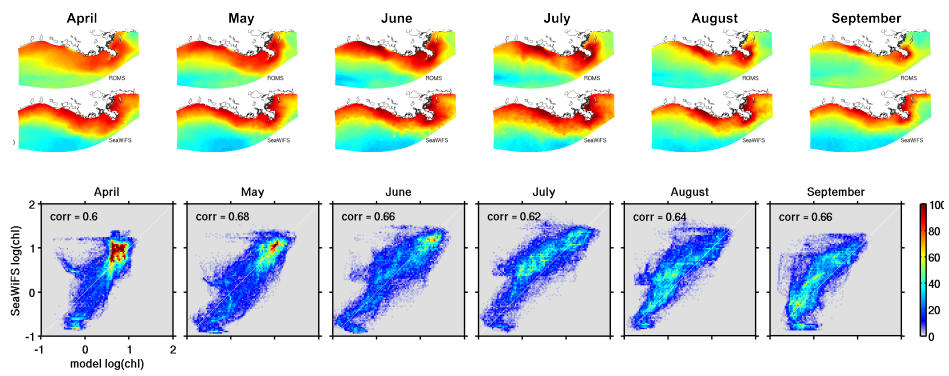 April May June July August September
ROMS ROMS ROMS ROMS ROMS ROMS
SeaWiFS SeaWiFS SeaWiFS SeaWiFS SeaWiFS SeaWiFS
)
April May June July August September
2 100
corr = 0.6 corr = 0.68 corr = 0.66 corr = 0.62 corr = 0.64 corr = 0.66
80
1
60
SeaWiFS log(chl)
40
0
20
-1 0
-1 0 1 2
model log(chl)